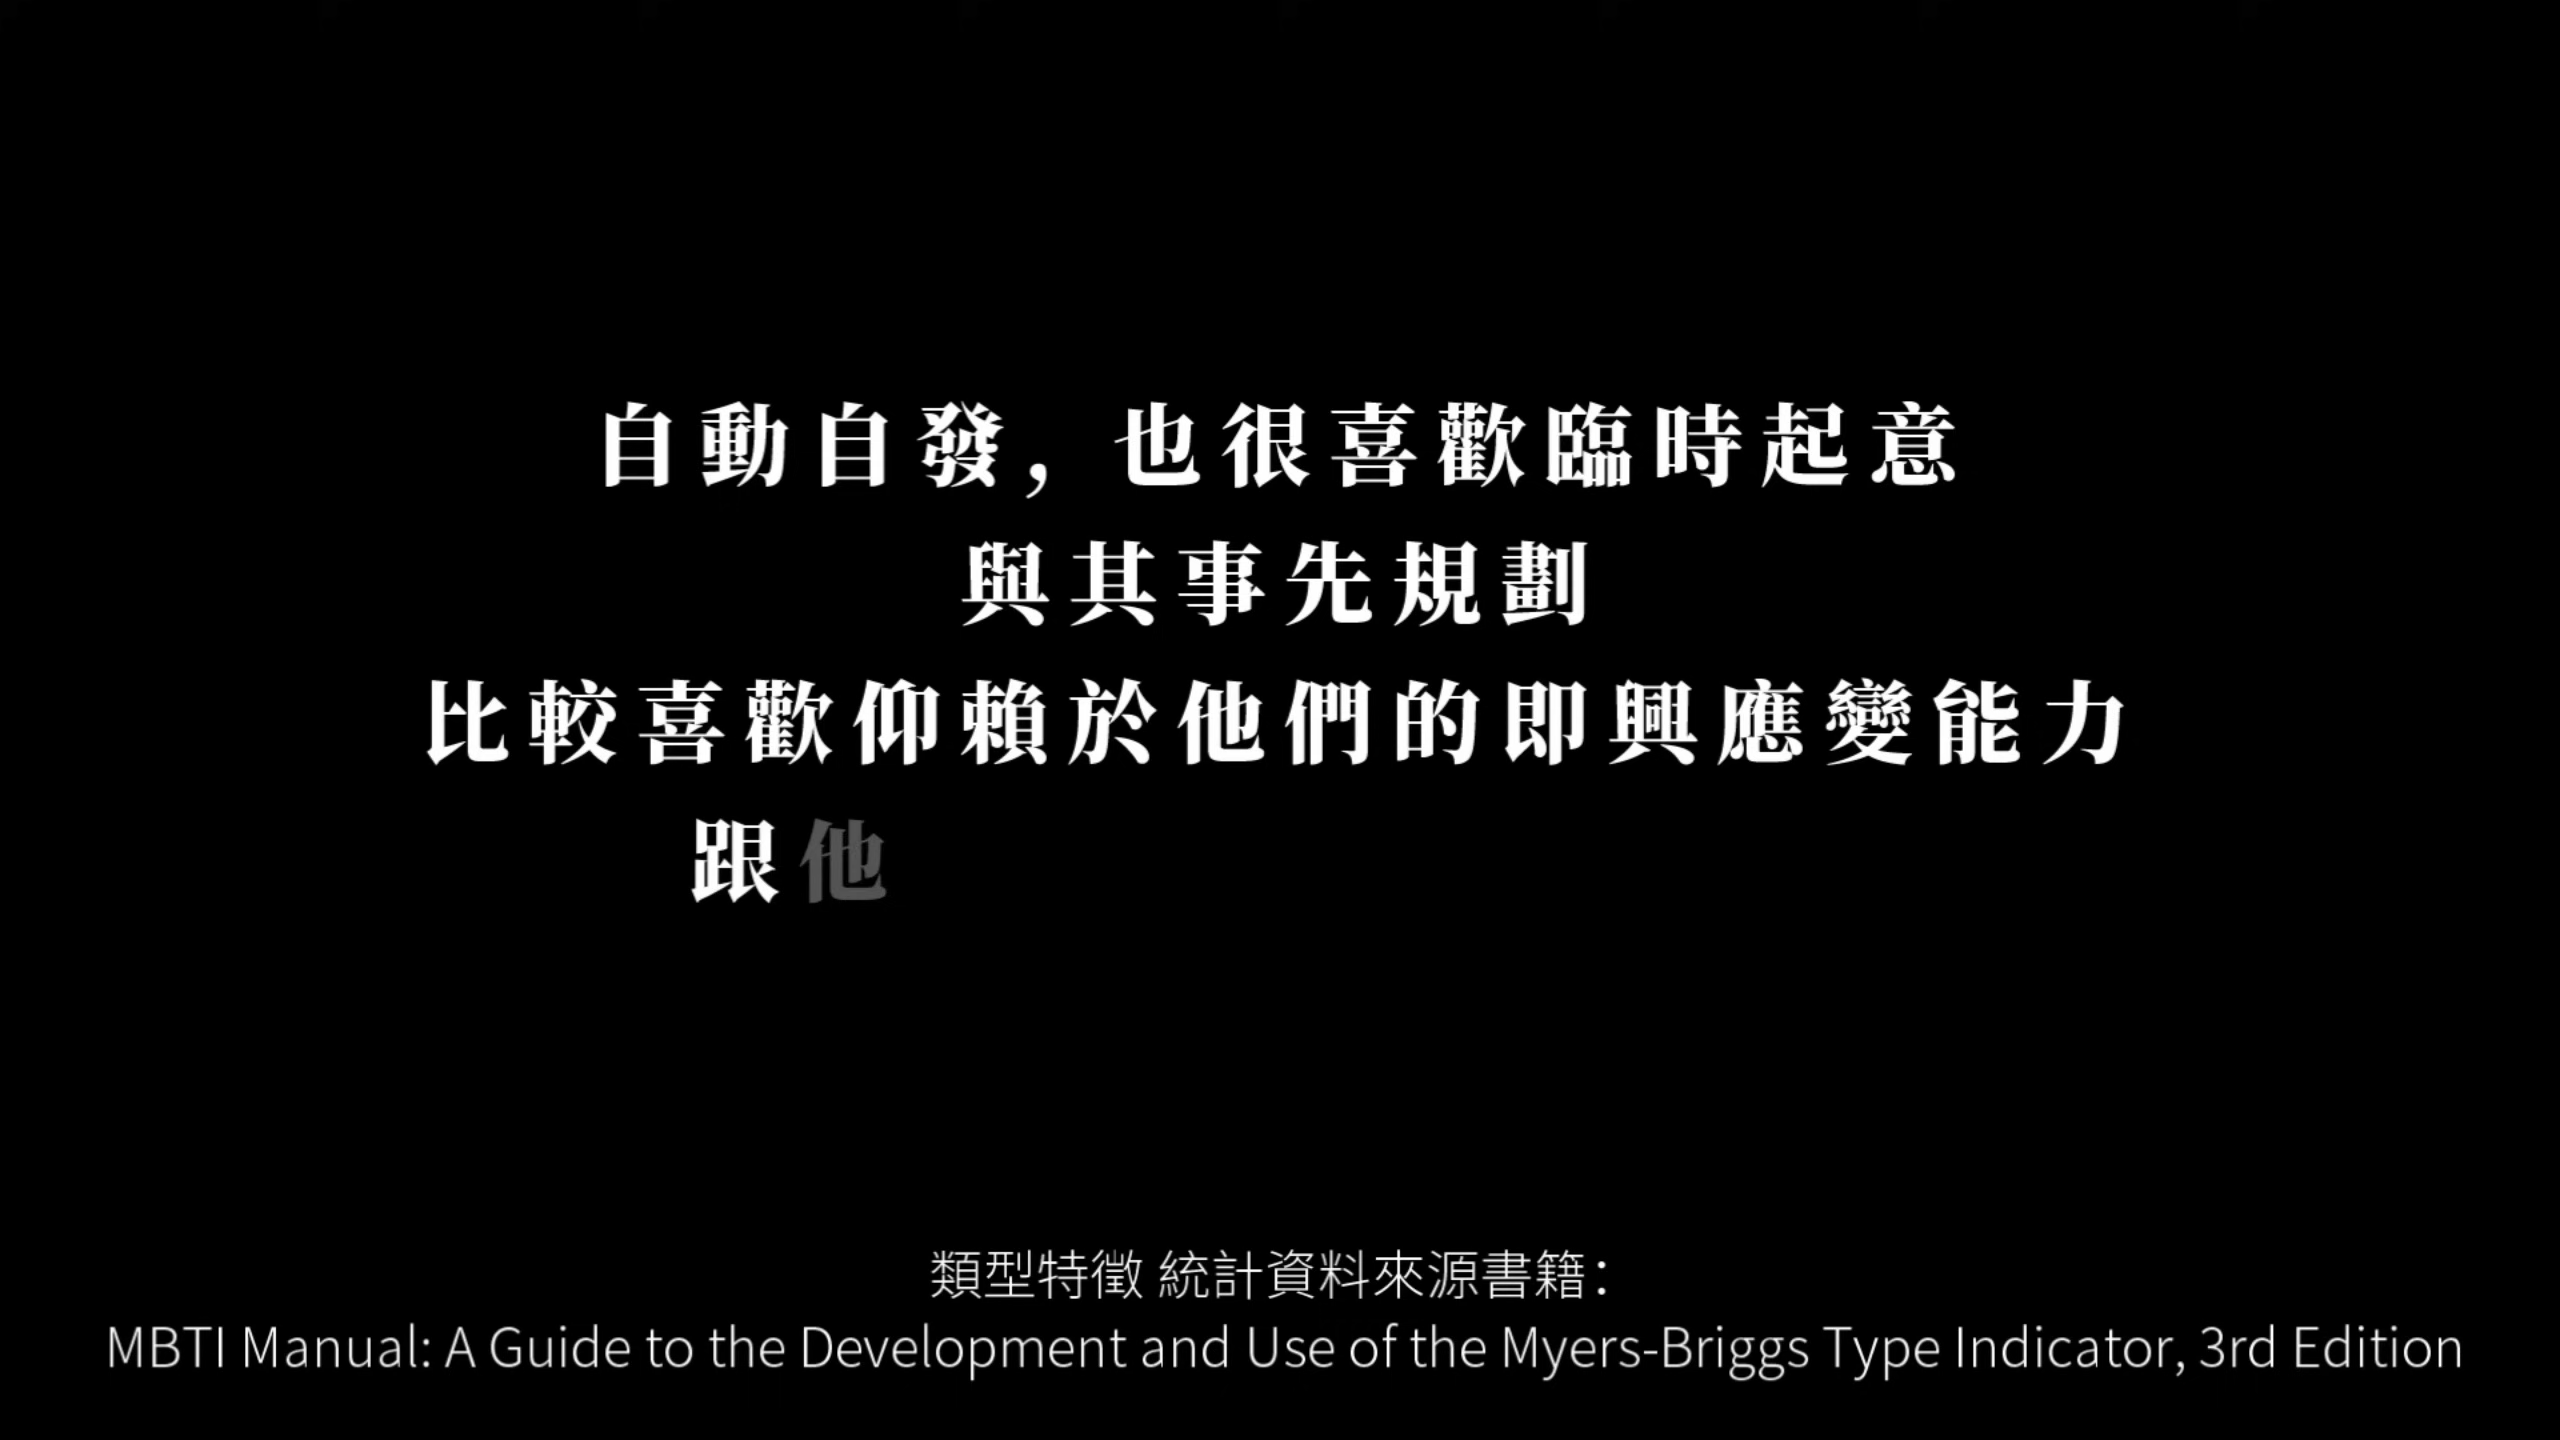 自動自發，也很喜歡臨時起意
與其事先規劃
比較喜歡仰賴於他們的即興應變能力
跟他
類型特徵 統計資料來源書籍：
MBTI Manual: A Guide to the Development and Use of the Myers-Briggs Type Indicator, 3rd Edition